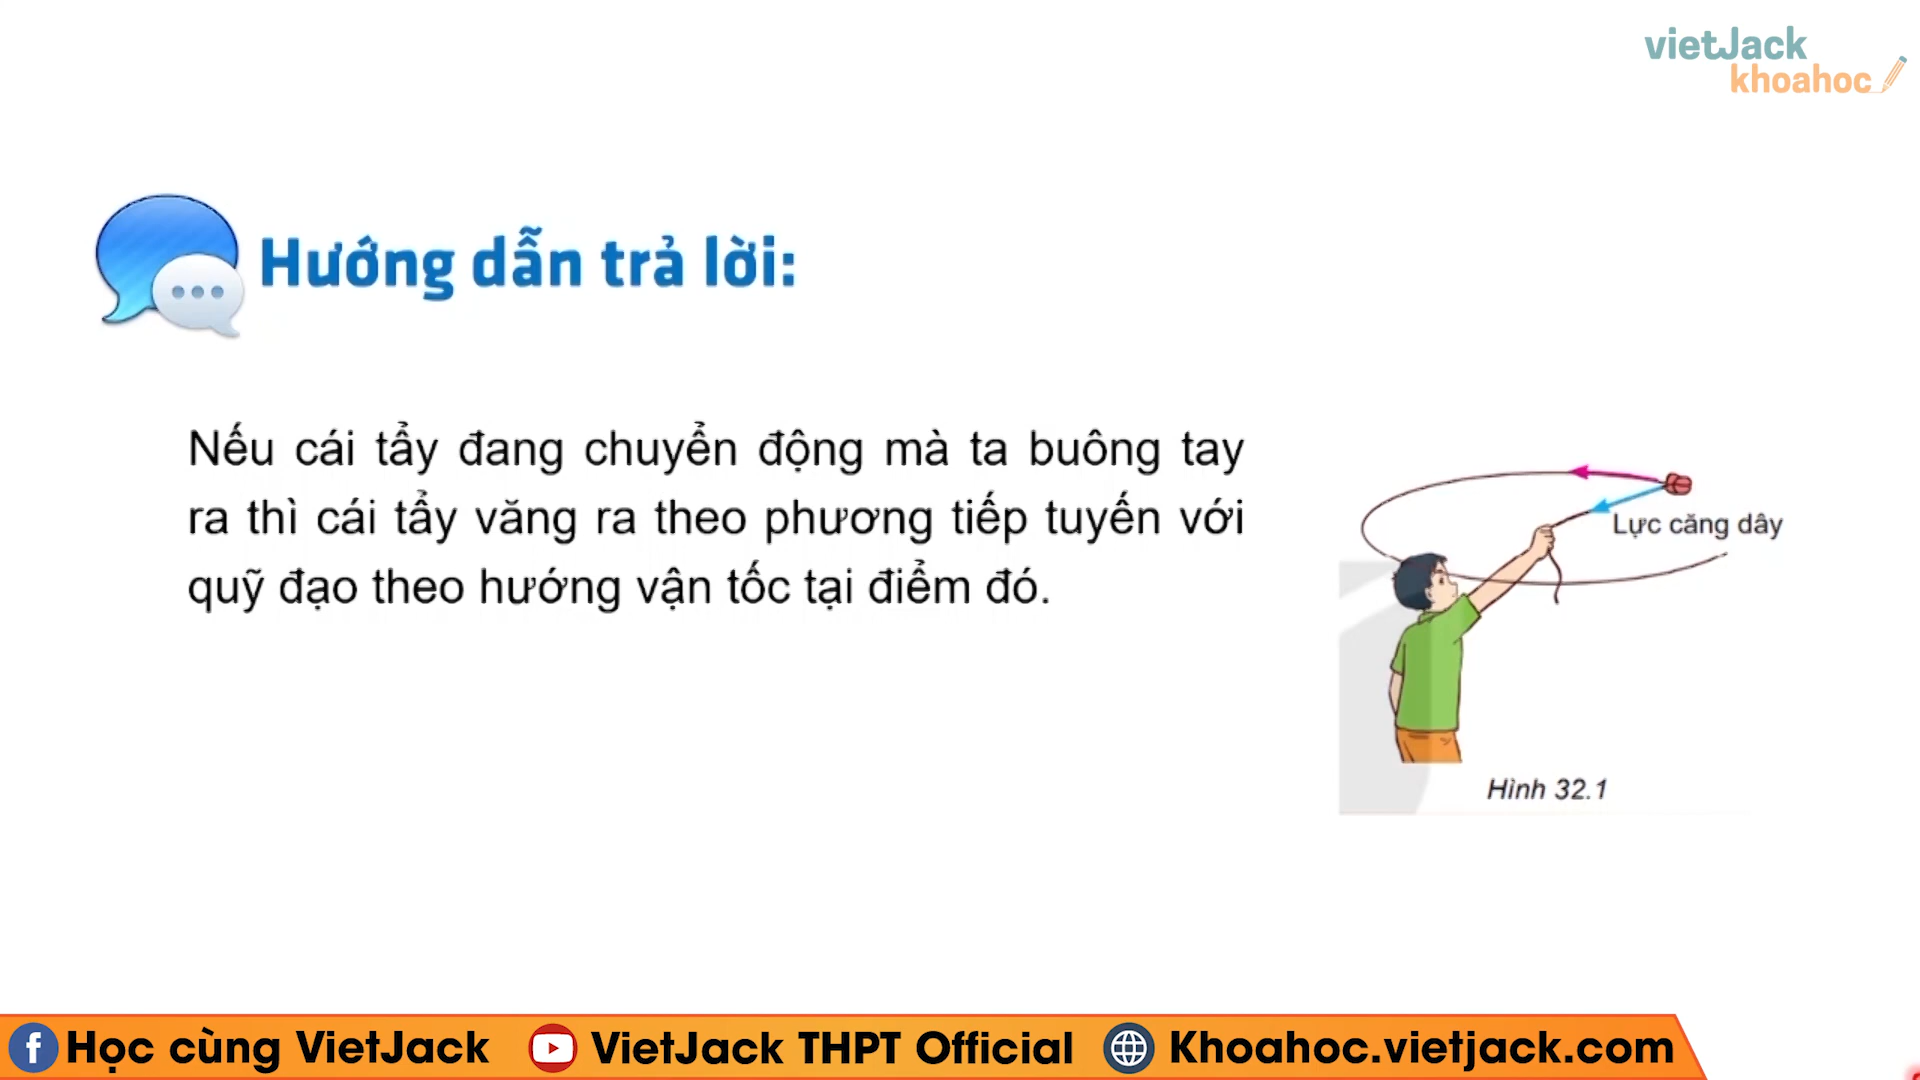 vietJack
khoahoc
Hướng dẫn trả lời:
Nếu cái tẩy đang chuyển động mà ta buông tay
ra thì cái tẩy văng ra theo phương tiếp tuyến với
quỹ đạo theo hướng vận tốc tại điểm đó.
Lực căng dây
Hình 32.1
Học cùng VietJack
VietJack THPT Official
Khoahoc.vietjack.com